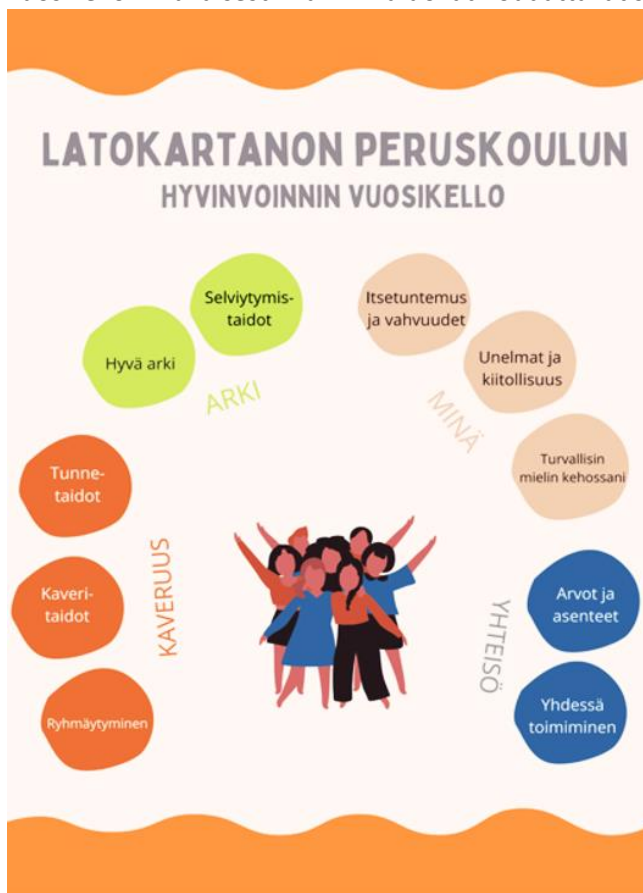 LATOKARTANON PERUSKOULUN
HYVINVOINNIN VUOSIKELLO
Selviytymis-
taidot
Hyvä arki
ARKI
Itsetuntemus
ja vahvuudet
Unelmat ja
kiitollisuus
Turvallisin
mielin kehossani
MINÄ
Tunne-
taidot
Kaveri-
taidot
Ryhmäytyminen
KAVERUUS
Arvot ja
asenteet
Yhdessä
toimiminen
YHTEISÖ